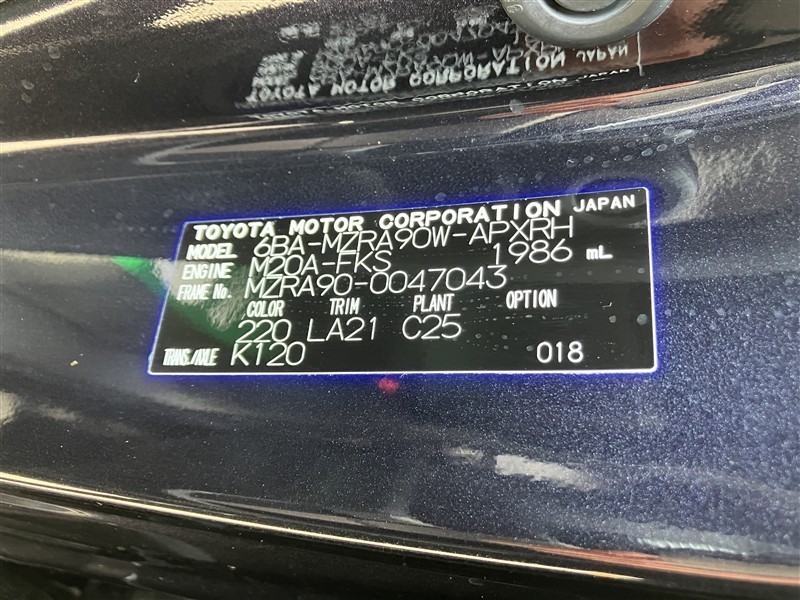 TOYOTA MOTOR CORPORATION JAPAN
MODEL 6BA-MZRA90W-APXRH
ENGINE M20A-FKS 1986 mL
FRAME No. MZRA90-0047043
COLOR TRIM PLANT OPTION
220 LA21 C25
TRANS./AXLE K120 018